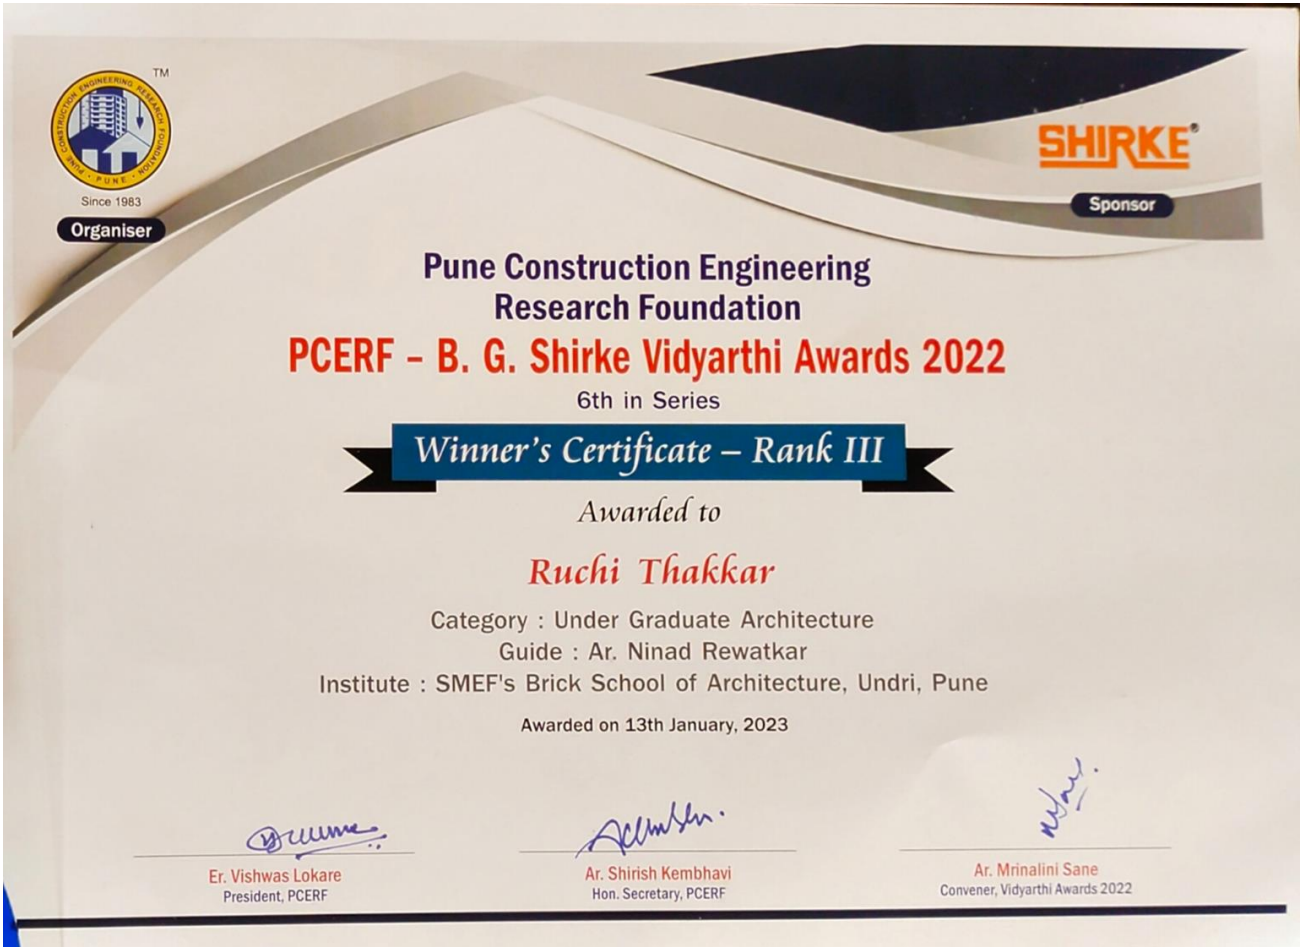 PUNE CONSTRUCTION ENGINEERING RESEARCH FOUNDATION
• PUNE •
TM
Since 1983
Organiser
SHIRKE®
Sponsor
Pune Construction Engineering
Research Foundation
PCERF – B. G. Shirke Vidyarthi Awards 2022
6th in Series
Winner's Certificate – Rank III
Awarded to
Ruchi Thakkar
Category : Under Graduate Architecture
Guide : Ar. Ninad Rewatkar
Institute : SMEF's Brick School of Architecture, Undri, Pune
Awarded on 13th January, 2023
Er. Vishwas Lokare
President, PCERF
Ar. Shirish Kembhavi
Hon. Secretary, PCERF
Ar. Mrinalini Sane
Convener, Vidyarthi Awards 2022